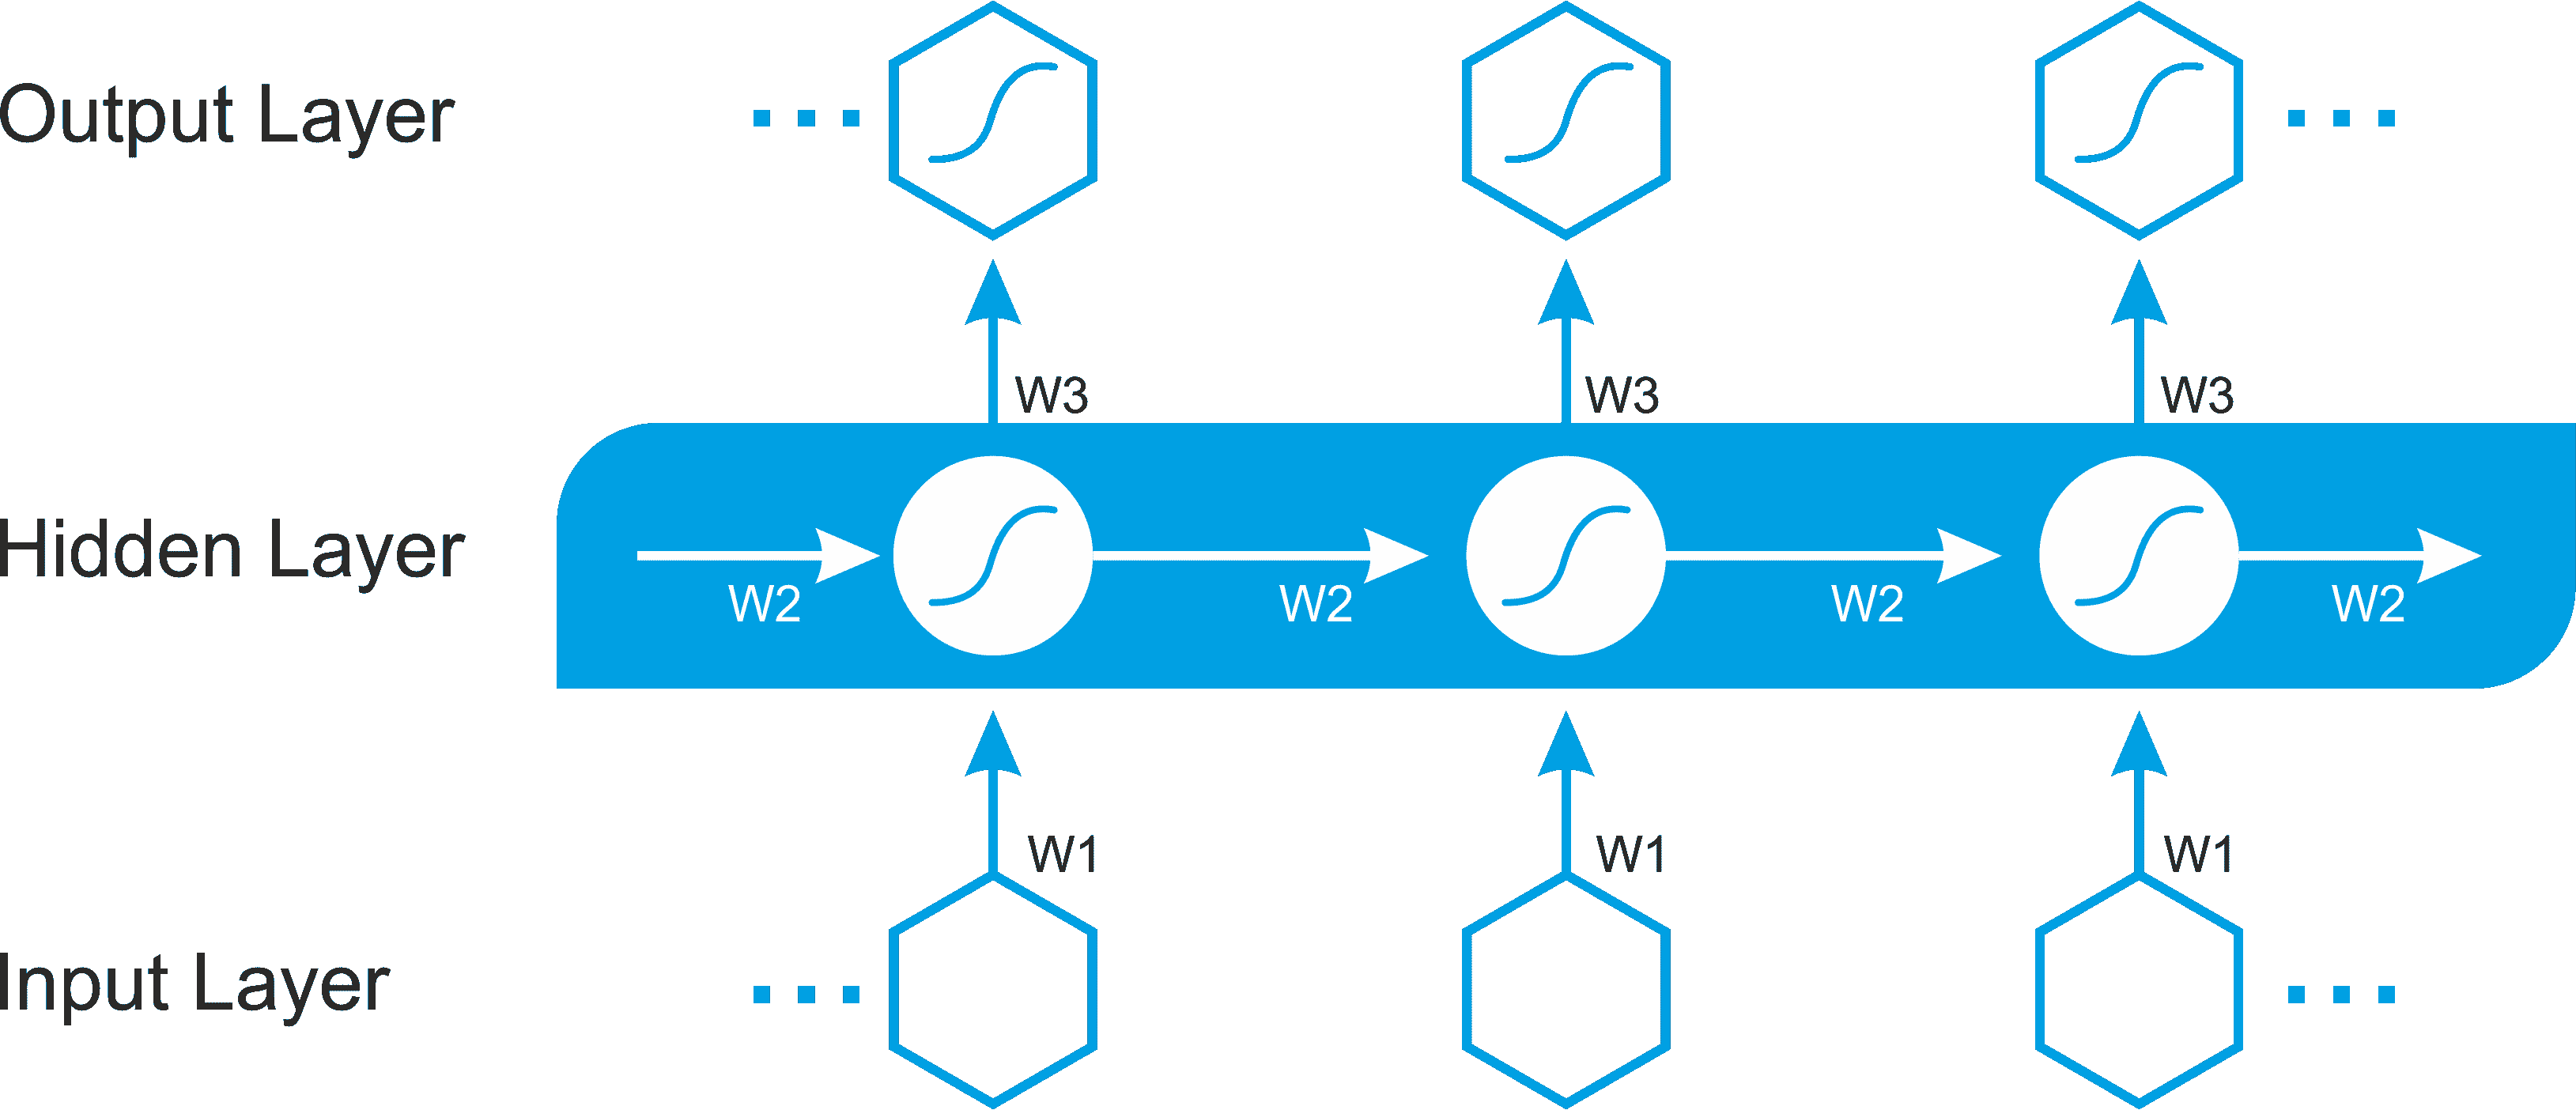 Output Layer
W3 W3 W3
Hidden Layer
W2 W2 W2 W2
W1 W1 W1
Input Layer